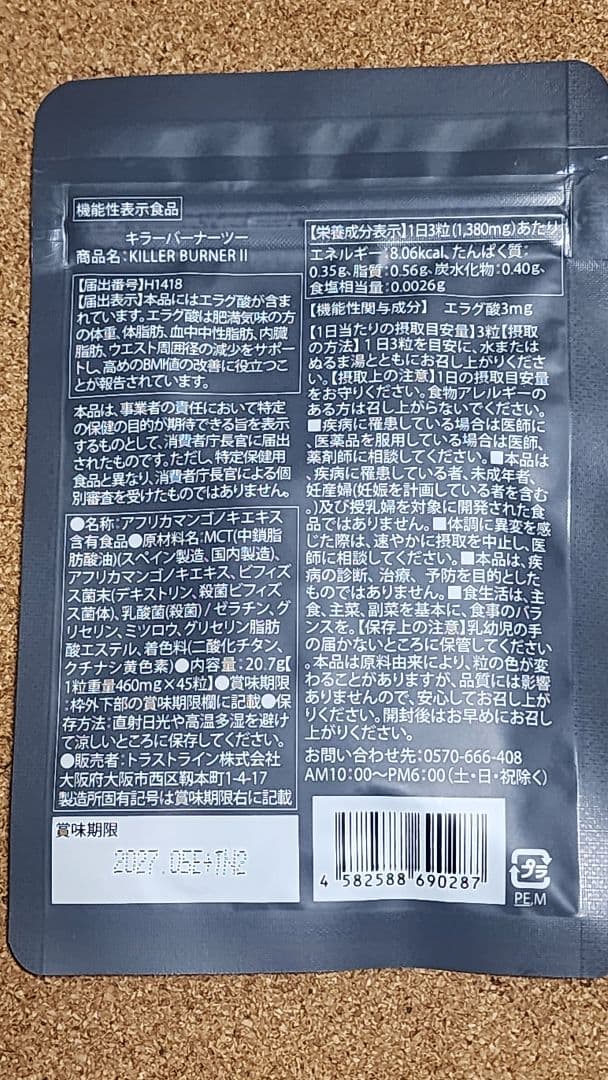 機能性表示食品
キラーバーナーツー
商品名:KILLER BURNERⅡ
【届出番号】H1418
【届出表示】本品にはエラグ酸が含ま
れています。エラグ酸は肥満気味の方
の体重、体脂肪、血中中性脂肪、内臓
脂肪、ウエスト周囲径の減少をサポー
トし、高めのBMI値の改善に役立つこ
とが報告されています。
本品は、事業者の責任において特定
の保健の目的が期待できる旨を表示
するものとして、消費者庁長官に届出
されたものです。ただし、特定保健用
食品と異なり、消費者庁長官による個
別審査を受けたものではありません。
●名称:アフリカマンゴノキエキス
含有食品●原材料名:MCT(中鎖脂
肪酸油)(スペイン製造、国内製造)、
アフリカマンゴノキエキス、ビフィズ
ス菌末(デキストリン、殺菌ビフィズ
ス菌体)、乳酸菌(殺菌)/ゼラチン、グ
リセリン、ミツロウ、グリセリン脂肪
酸エステル、着色料(二酸化チタン、
クチナシ黄色素)●内容量:20.7g【
1粒重量460mg×45粒】●賞味期限
:枠外下部の賞味期限欄に記載●保
存方法:直射日光や高温多湿を避け
て涼しいところに保存してください。
●販売者:トラストライン株式会社
大阪府大阪市西区靱本町1-4-17
製造所固有記号は賞味期限右に記載
賞味期限
2027.05E+1N2
【栄養成分表示】1日3粒(1,380mg)あたり
エネルギー:8.06kcal、たんぱく質:
0.35g、脂質:0.56g、炭水化物:0.40g、
食塩相当量:0.0026g
【機能性関与成分】 エラグ酸3mg
【1日当たりの摂取目安量】3粒【摂取
の方法】1日3粒を目安に、水または
ぬるま湯とともにお召し上がりくださ
い。【摂取上の注意】1日の摂取目安量
をお守りください。食物アレルギーの
ある方は召し上がらないでください。
■疾病に罹患している場合は医師に
、医薬品を服用している場合は医師、
薬剤師に相談してください。■本品は
、疾病に罹患している者、未成年者、
妊産婦(妊娠を計画している者を含む
。)及び授乳婦を対象に開発された食
品ではありません。■体調に異変を感
じた際は、速やかに摂取を中止し、医
師に相談してください。■本品は、疾
病の診断、治療、予防を目的とした
ものではありません。■食生活は、主
食、主菜、副菜を基本に、食事のバラ
ンスを。【保存上の注意】乳幼児の手
の届かないところに保管してください
。本品は原料由来により、粒の色が変
わることがありますが、品質には影響
ありませんので、安心してお召し上が
りください。開封後はお早めにお召し
上がりください。
お問い合わせ先:0570-666-408
AM10:00〜PM6:00(土・日・祝除く)
4 582588 690287
プラ
PE,M